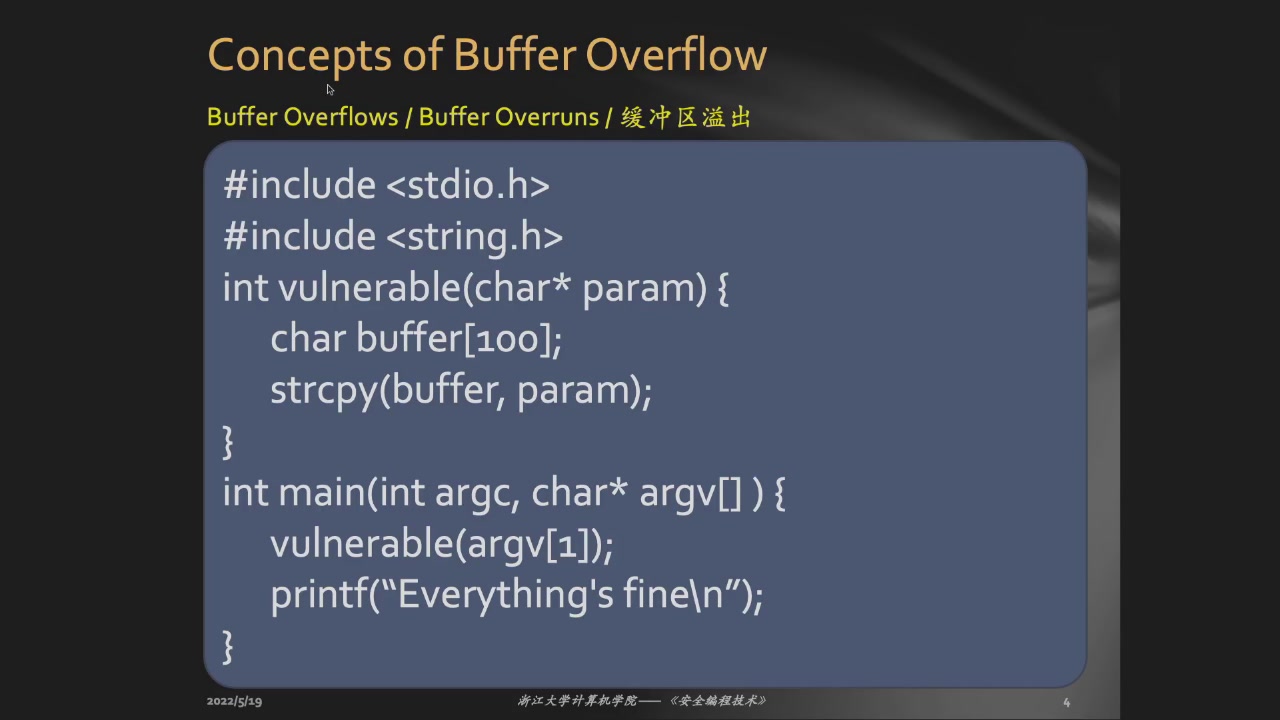 Concepts of Buffer Overflow
Buffer Overflows / Buffer Overruns / 缓冲区溢出
#include <stdio.h>
#include <string.h>
int vulnerable(char* param) {
char buffer[100];
strcpy(buffer, param);
}
int main(int argc, char* argv[] ) {
vulnerable(argv[1]);
printf(“Everything's fine\n”);
}
2022/5/19
浙江大学计算机学院——《安全编程技术》
4